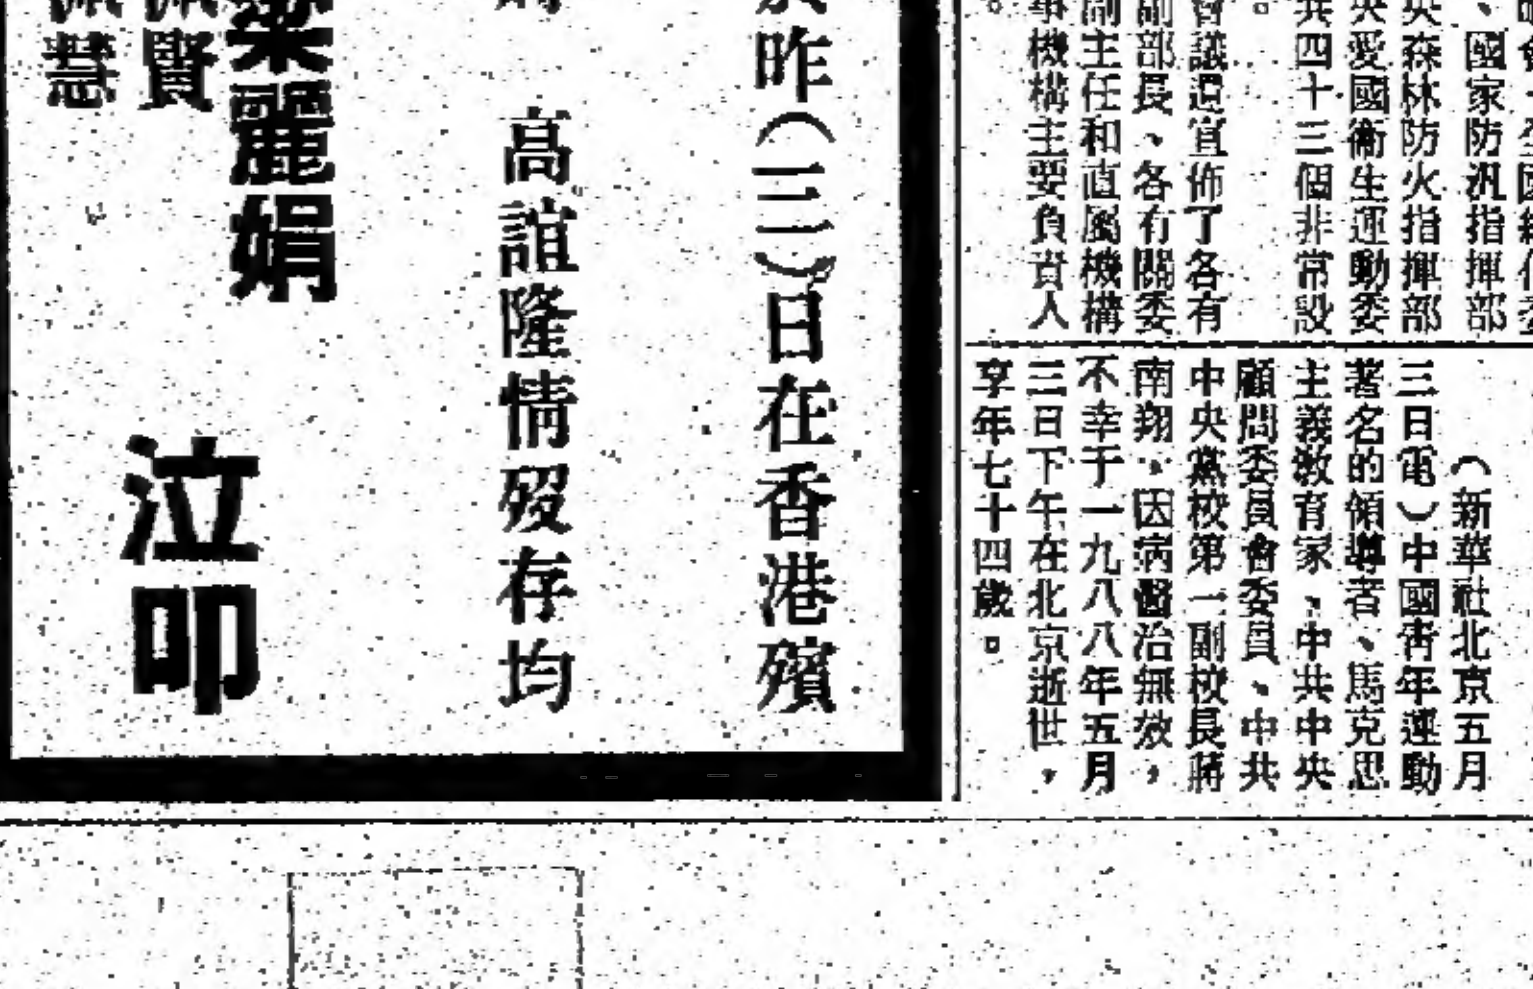 、國家防汛指揮部
央森林防火指揮部
央愛國衞生運動委
共四十三個非常設
。
會議還宣佈了各有
副部長、各有關委
副主任和直屬機構
事機構主要負責人
。
（新華社北京五月
三日電）中國青年運動
著名的領導者、馬克思
主義教育家，中共中央
顧問委員會委員、中共
中央黨校第一副校長蔣
南翔，因病醫治無效，
不幸于一九八八年五月
三日下午在北京逝世，
享年七十四歲。
昨（三）日在香港殯
高誼隆情歿存均
梁麗娟
賢
慧
泣叩